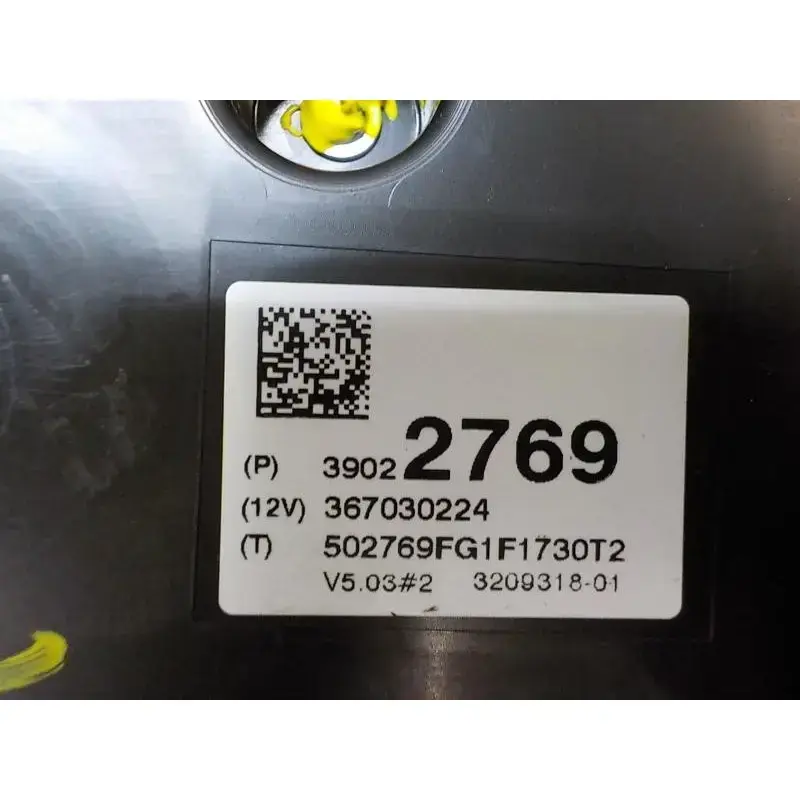 (P) 39022769
(12V) 367030224
(T) 502769FG1F1730T2
V5.03#2 3209318-01